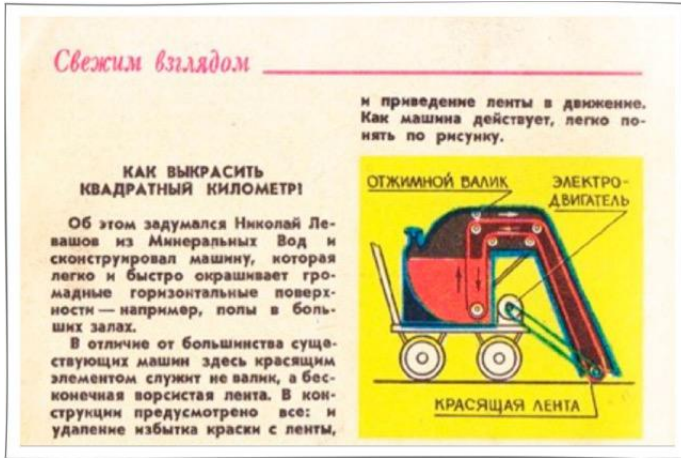 Свежим взглядом
КАК ВЫКРАСИТЬ
КВАДРАТНЫЙ КИЛОМЕТР?
Об этом задумался Николай Ле-
вашов из Минеральных Вод и
сконструировал машину, которая
легко и быстро окрашивает гро-
мадные горизонтальные поверх-
ности — например, полы в боль-
ших залах.
В отличие от большинства суще-
ствующих машин здесь красящим
элементом служит не валик, а бес-
конечная ворсистая лента. В кон-
струкции предусмотрено все: и
удаление избытка краски с ленты,
и приведение ленты в движение.
Как машина действует, легко по-
нять по рисунку.
ОТЖИМНОЙ ВАЛИК
ЭЛЕКТРО-
ДВИГАТЕЛЬ
КРАСЯЩАЯ ЛЕНТА